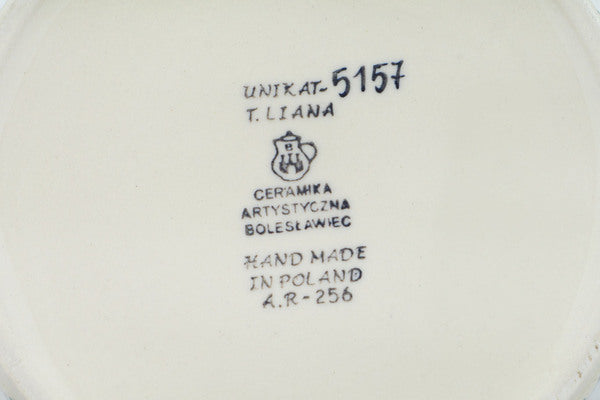 UNIKAT-5157
T. LIANA
B
CERAMIKA
ARTYSTYCZNA
BOLESŁAWIEC
HAND MADE
IN POLAND
A.R-256